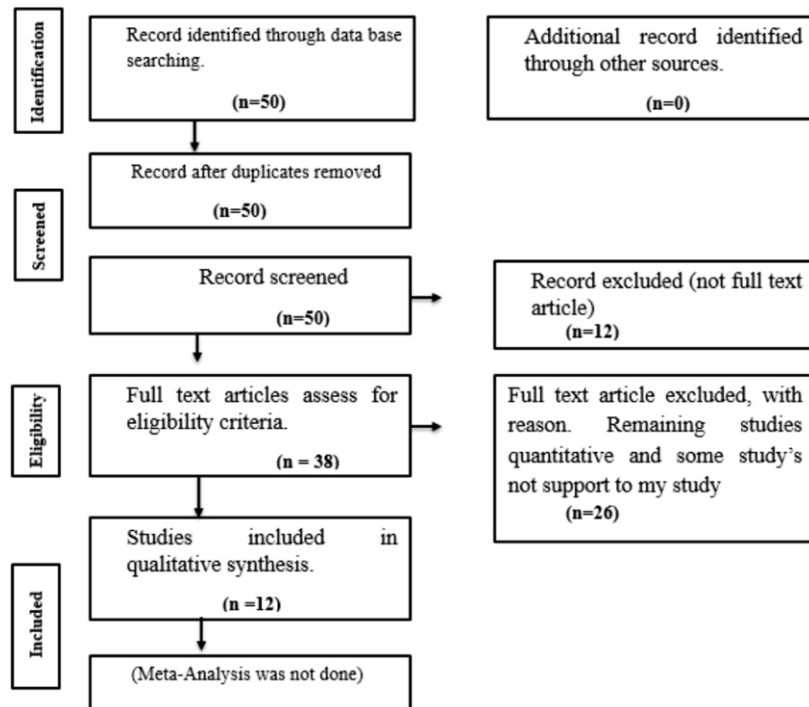 Identification
Record identified through data base
searching.
(n=50)
Additional record identified
through other sources.
(n=0)
Screened
Record after duplicates removed
(n=50)
Record screened
(n=50)
Record excluded (not full text
article)
(n=12)
Eligibility
Full text articles assess for
eligibility criteria.
(n = 38)
Full text article excluded, with
reason. Remaining studies
quantitative and some study's
not support to my study
(n=26)
Included
Studies included in
qualitative synthesis.
(n =12)
(Meta-Analysis was not done)